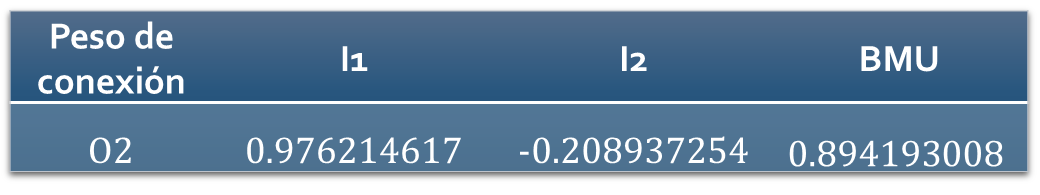 Peso de
conexión
I1
I2
BMU
O2
0.976214617
-0.208937254
0.894193008